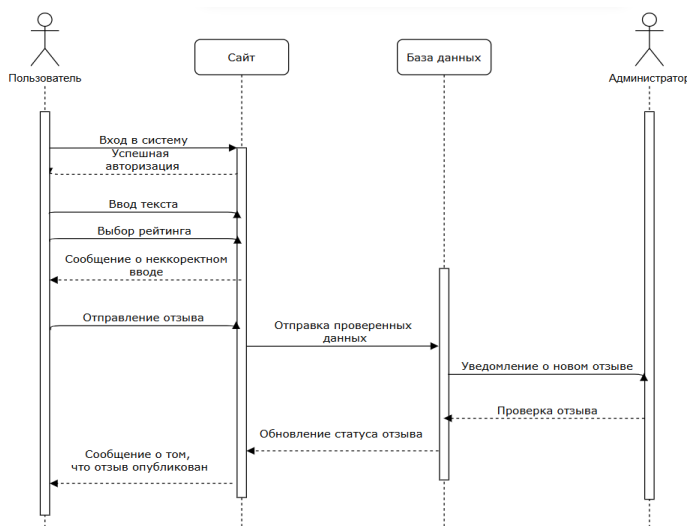 Пользователь
Сайт
База данных
Администратор
Вход в систему
Успешная
авторизация
Ввод текста
Выбор рейтинга
Сообщение о неккоретном
вводе
Отправление отзыва
Отправка проверенных
данных
Уведомление о новом отзыве
Проверка отзыва
Обновление статуса отзыва
Сообщение о том,
что отзыв опубликован